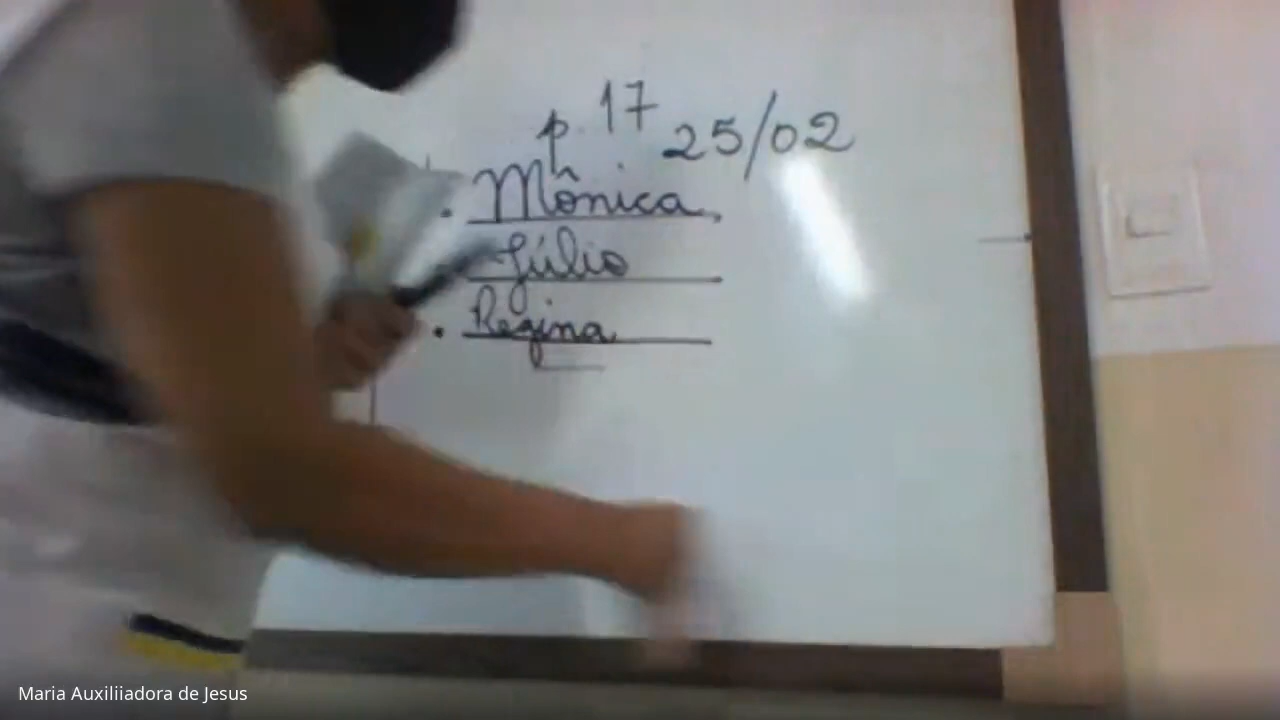 p. 17 25/02
. Mônica,
Júlio
. Regina
Maria Auxiliiadora de Jesus